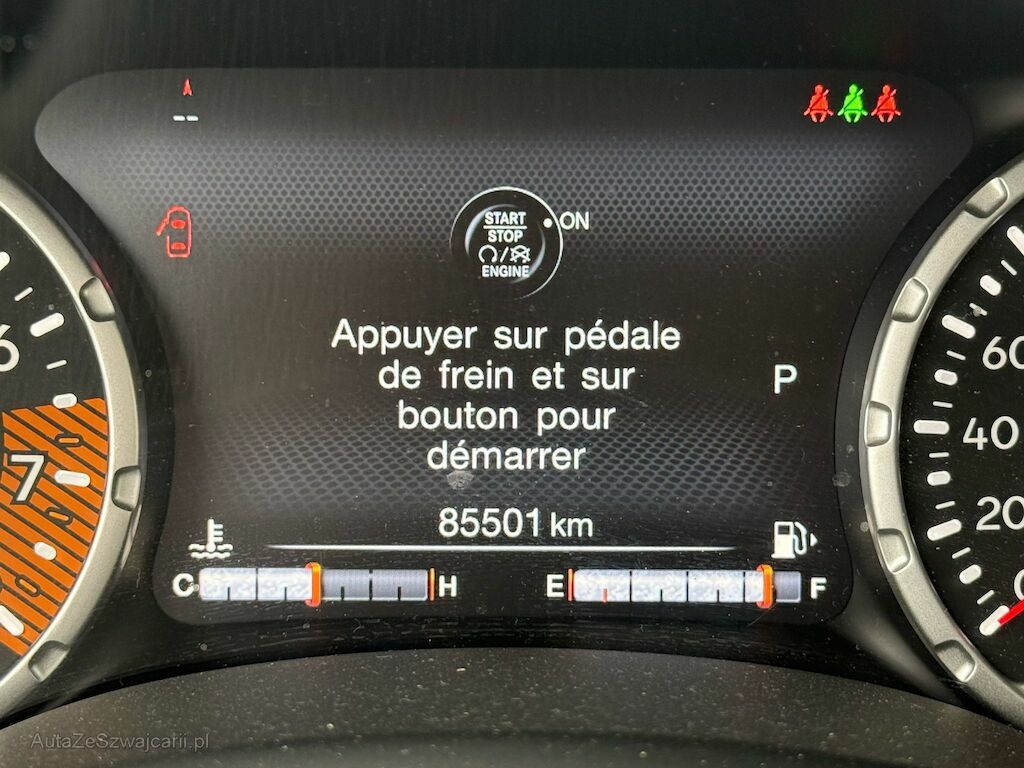 START
STOP
ENGINE
ON
Appuyer sur pédale
de frein et sur
bouton pour
démarrer
P
85501 km
C H
E F
6
7
60
40
20
0
AutaZeSzwajcarii.pl